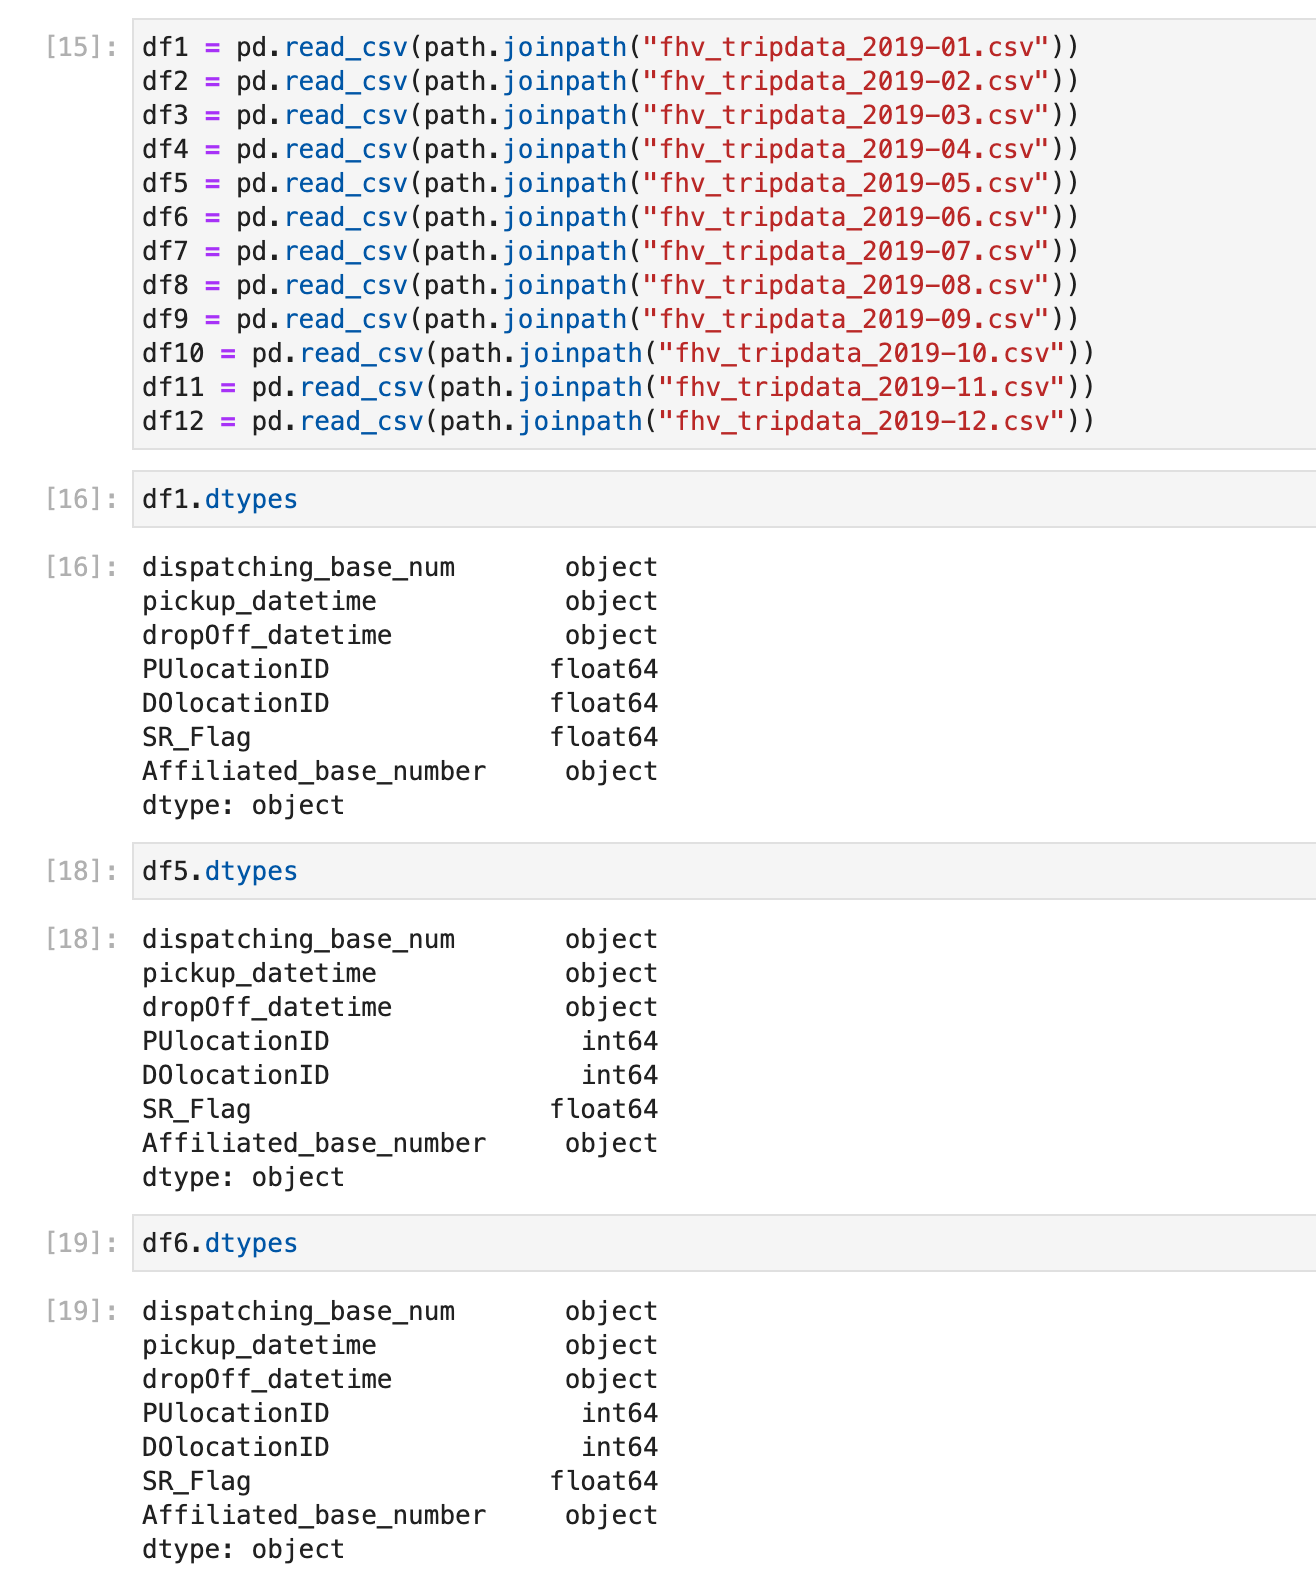 [15]: df1 = pd.read_csv(path.joinpath("fhv_tripdata_2019-01.csv"))
df2 = pd.read_csv(path.joinpath("fhv_tripdata_2019-02.csv"))
df3 = pd.read_csv(path.joinpath("fhv_tripdata_2019-03.csv"))
df4 = pd.read_csv(path.joinpath("fhv_tripdata_2019-04.csv"))
df5 = pd.read_csv(path.joinpath("fhv_tripdata_2019-05.csv"))
df6 = pd.read_csv(path.joinpath("fhv_tripdata_2019-06.csv"))
df7 = pd.read_csv(path.joinpath("fhv_tripdata_2019-07.csv"))
df8 = pd.read_csv(path.joinpath("fhv_tripdata_2019-08.csv"))
df9 = pd.read_csv(path.joinpath("fhv_tripdata_2019-09.csv"))
df10 = pd.read_csv(path.joinpath("fhv_tripdata_2019-10.csv"))
df11 = pd.read_csv(path.joinpath("fhv_tripdata_2019-11.csv"))
df12 = pd.read_csv(path.joinpath("fhv_tripdata_2019-12.csv"))
[16]: df1.dtypes
[16]: dispatching_base_num       object
pickup_datetime            object
dropOff_datetime           object
PUlocationID              float64
DOlocationID              float64
SR_Flag                   float64
Affiliated_base_number     object
dtype: object
[18]: df5.dtypes
[18]: dispatching_base_num       object
pickup_datetime            object
dropOff_datetime           object
PUlocationID                int64
DOlocationID                int64
SR_Flag                   float64
Affiliated_base_number     object
dtype: object
[19]: df6.dtypes
[19]: dispatching_base_num       object
pickup_datetime            object
dropOff_datetime           object
PUlocationID                int64
DOlocationID                int64
SR_Flag                   float64
Affiliated_base_number     object
dtype: object